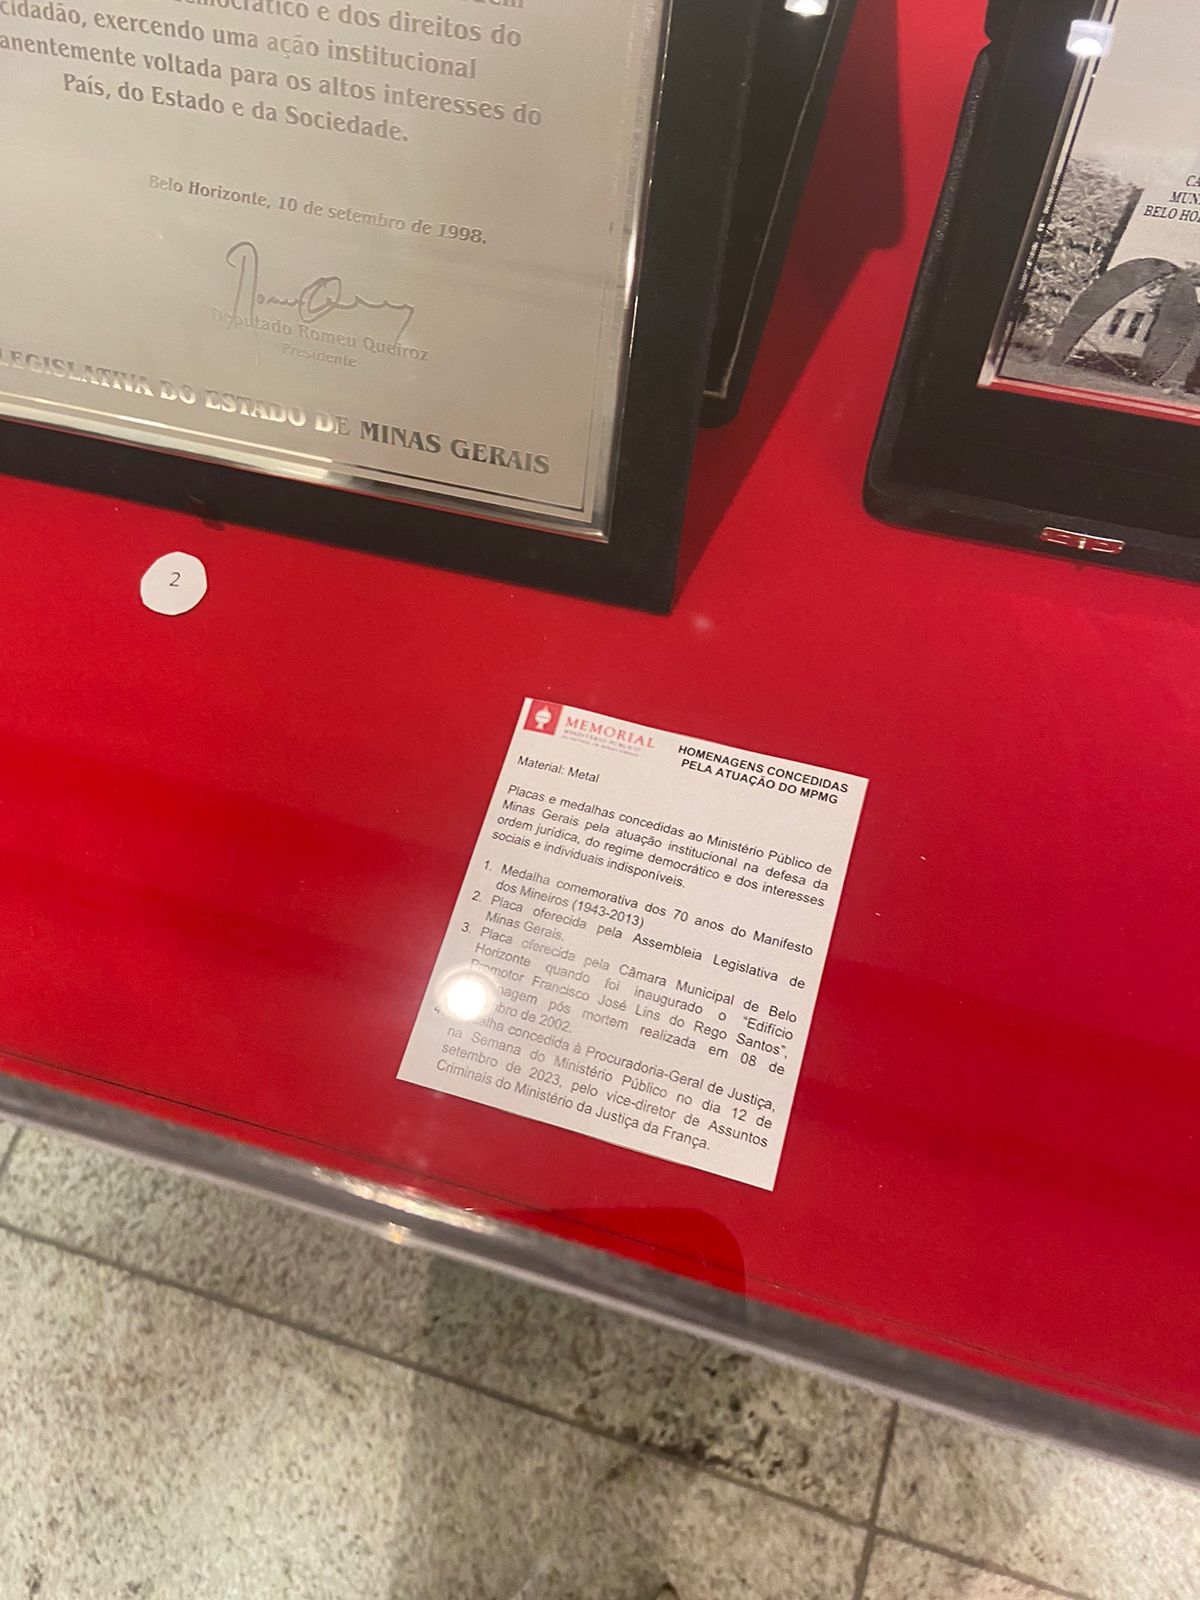 cidadão, exercendo uma ação institucional
voltada para os altos interesses do
País, do Estado e da Sociedade.
Belo Horizonte, 10 de setembro de 1998.
Deputado Romeu Queiroz
Presidente
LEGISLATIVA DO ESTADO DE MINAS GERAIS
BELO
2
MEMORIAL
MINISTÉRIO PÚBLICO
HOMENAGENS CONCEDIDAS
PELA ATUAÇÃO DO MPMG
Material: Metal
Placas e medalhas concedidas ao Ministério Público de
Minas Gerais pela atuação institucional na defesa da
ordem jurídica, do regime democrático e dos interesses
sociais e individuais indisponíveis.
1. Medalha comemorativa dos 70 anos do Manifesto
dos Mineiros (1943-2013)
2. Placa oferecida pela Assembleia Legislativa de
Minas Gerais.
3. Placa oferecida pela Câmara Municipal de Belo
Horizonte quando foi inaugurado o "Edifício
Promotor Francisco José Lins do Rego Santos",
pós mortem realizada em 08 de
de 2002.
concedida à Procuradoria-Geral de Justiça,
na Semana do Ministério Público no dia 12 de
setembro de 2023, pelo vice-diretor de Assuntos
Criminais do Ministério da Justiça da França.